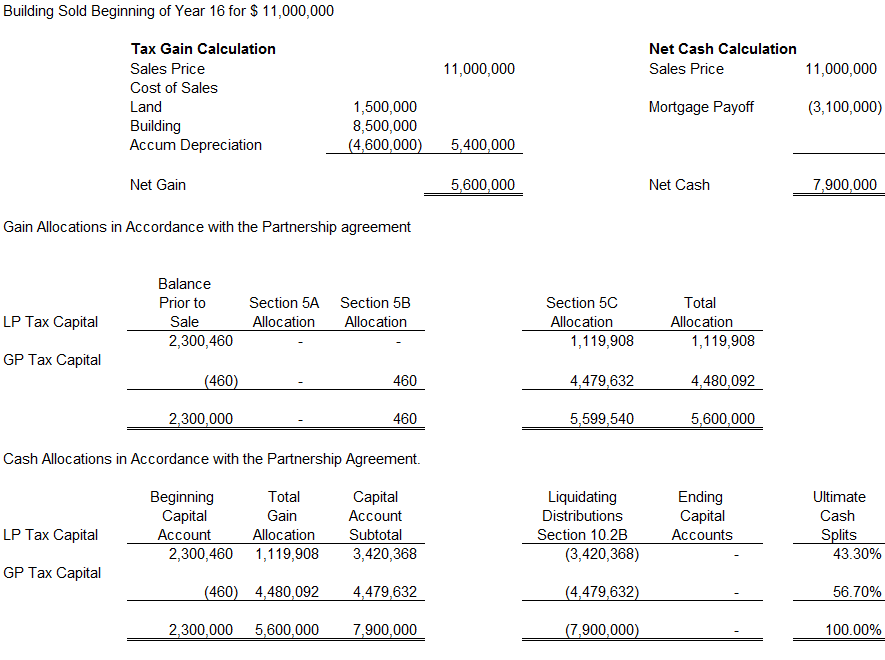 Building Sold Beginning of Year 16 for $ 11,000,000
Tax Gain Calculation Net Cash Calculation
Sales Price 11,000,000 Sales Price 11,000,000
Cost of Sales
Land 1,500,000 Mortgage Payoff (3,100,000)
Building 8,500,000
Accum Depreciation (4,600,000) 5,400,000
Net Gain 5,600,000 Net Cash 7,900,000
Gain Allocations in Accordance with the Partnership agreement
Balance
Prior to Section 5A Section 5B Section 5C Total
LP Tax Capital Sale Allocation Allocation Allocation Allocation
2,300,460 - - 1,119,908 1,119,908
GP Tax Capital
(460) - 460 4,479,632 4,480,092
2,300,000 - 460 5,599,540 5,600,000
Cash Allocations in Accordance with the Partnership Agreement.
Beginning Total Capital Liquidating Ending Ultimate
Capital Gain Account Distributions Capital Cash
LP Tax Capital Account Allocation Subtotal Section 10.2B Accounts Splits
2,300,460 1,119,908 3,420,368 (3,420,368) - 43.30%
GP Tax Capital
(460) 4,480,092 4,479,632 (4,479,632) - 56.70%
2,300,000 5,600,000 7,900,000 (7,900,000) - 100.00%